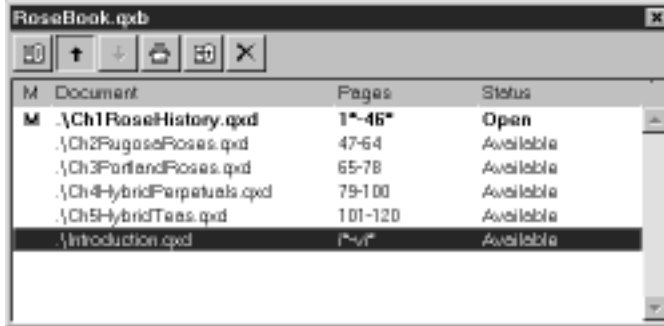 RoseBook.qxb
M Document Pages Status
M .\Ch1RoseHistory.qxd 1*-46* Open
.\Ch2RugosaRoses.qxd 47-64 Available
.\Ch3PortlandRoses.qxd 65-78 Available
.\Ch4HybridPerpetuals.qxd 79-100 Available
.\Ch5HybridTeas.qxd 101-120 Available
.\Introduction.qxd i*-vi* Available